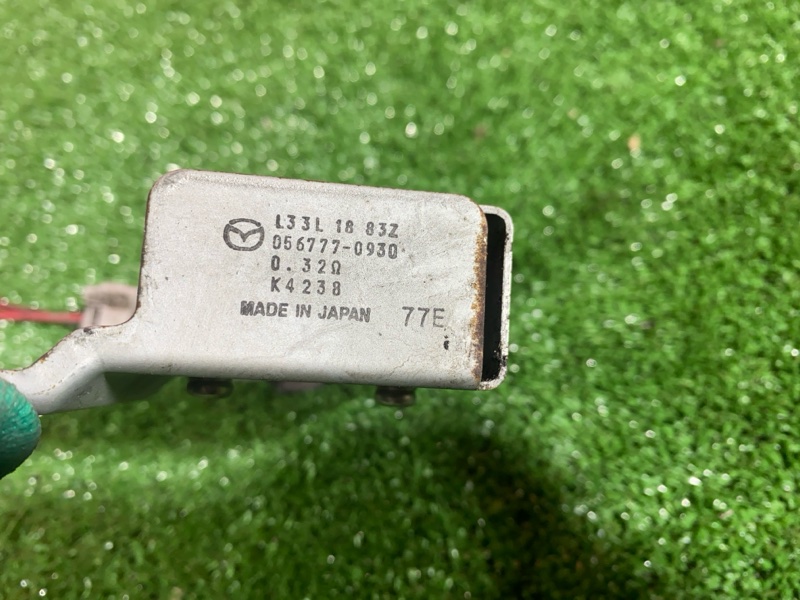 L33L 18 83Z
056777-0930
0.32Ω
K4238
MADE IN JAPAN 77E